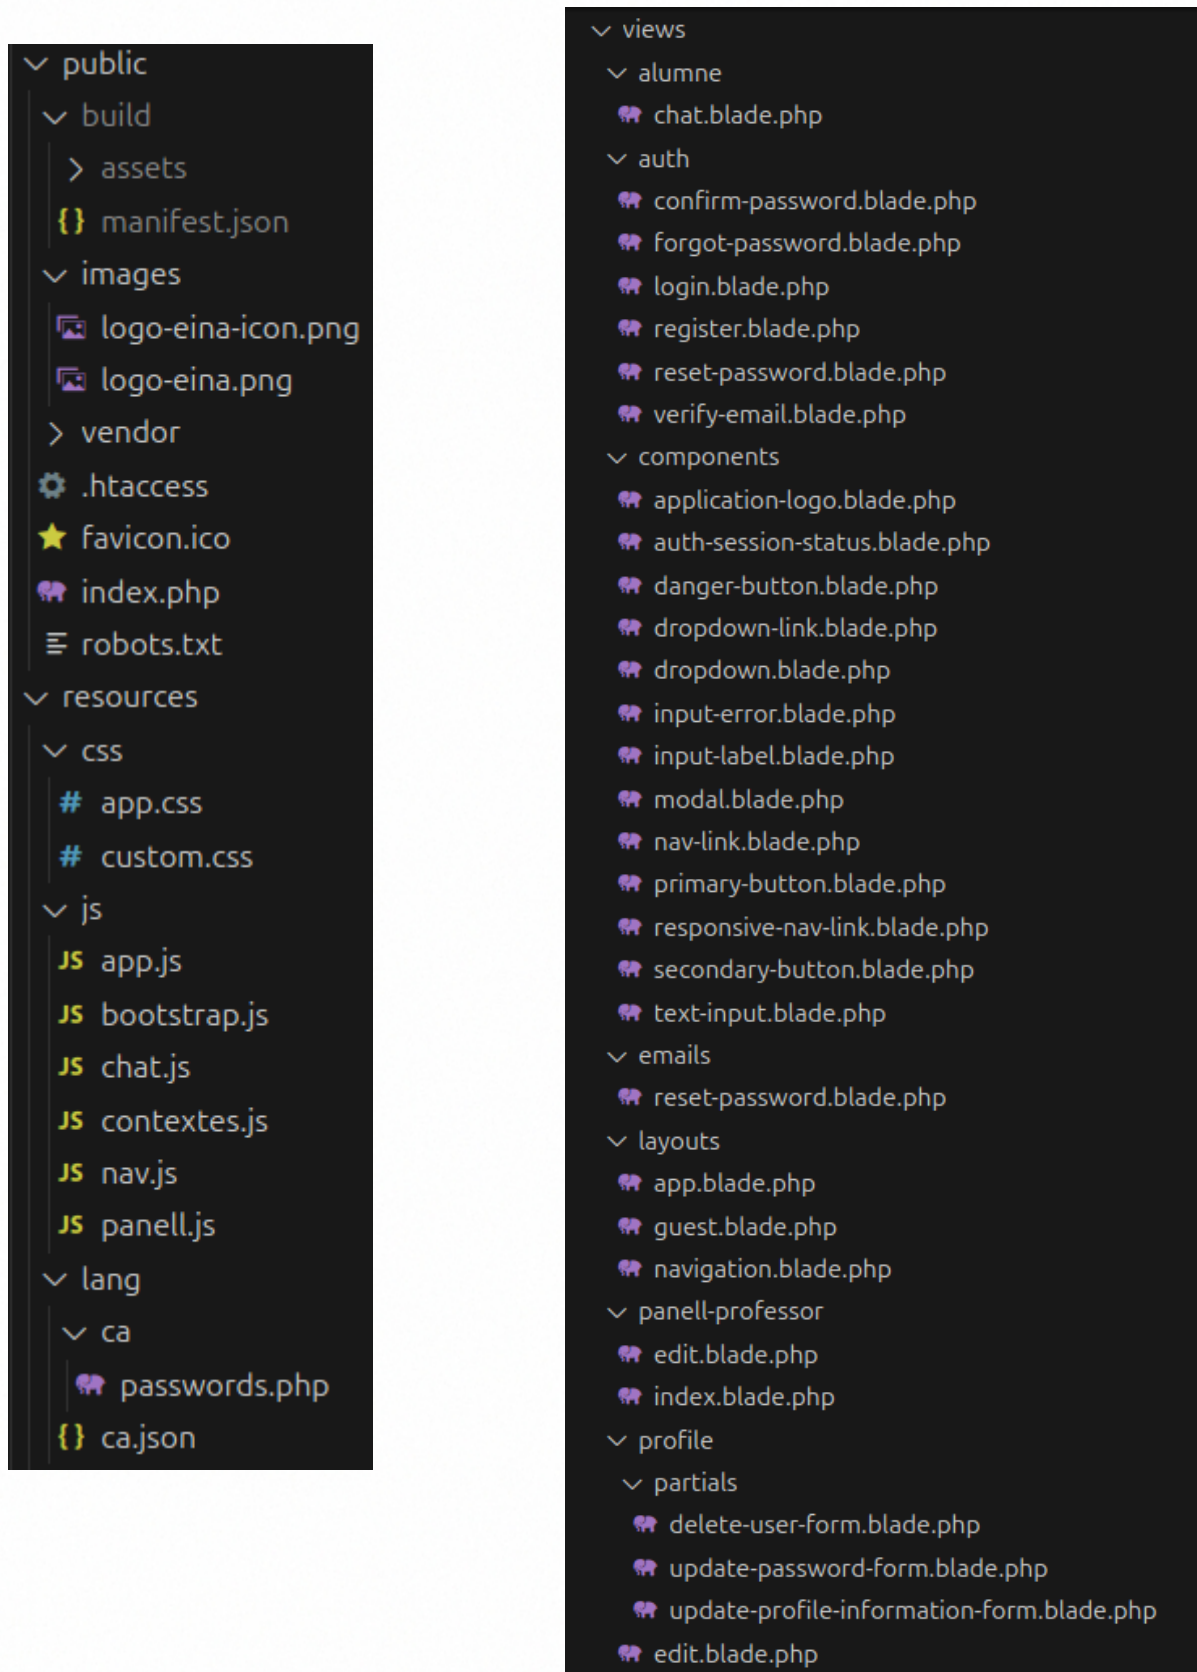 public
build
assets
{} manifest.json
images
logo-eina-icon.png
logo-eina.png
vendor
.htaccess
favicon.ico
index.php
robots.txt
resources
css
# app.css
# custom.css
js
JS app.js
JS bootstrap.js
JS chat.js
JS contextes.js
JS nav.js
JS panell.js
lang
ca
passwords.php
{} ca.json
views
alumne
chat.blade.php
auth
confirm-password.blade.php
forgot-password.blade.php
login.blade.php
register.blade.php
reset-password.blade.php
verify-email.blade.php
components
application-logo.blade.php
auth-session-status.blade.php
danger-button.blade.php
dropdown-link.blade.php
dropdown.blade.php
input-error.blade.php
input-label.blade.php
modal.blade.php
nav-link.blade.php
primary-button.blade.php
responsive-nav-link.blade.php
secondary-button.blade.php
text-input.blade.php
emails
reset-password.blade.php
layouts
app.blade.php
guest.blade.php
navigation.blade.php
panell-professor
edit.blade.php
index.blade.php
profile
partials
delete-user-form.blade.php
update-password-form.blade.php
update-profile-information-form.blade.php
edit.blade.php